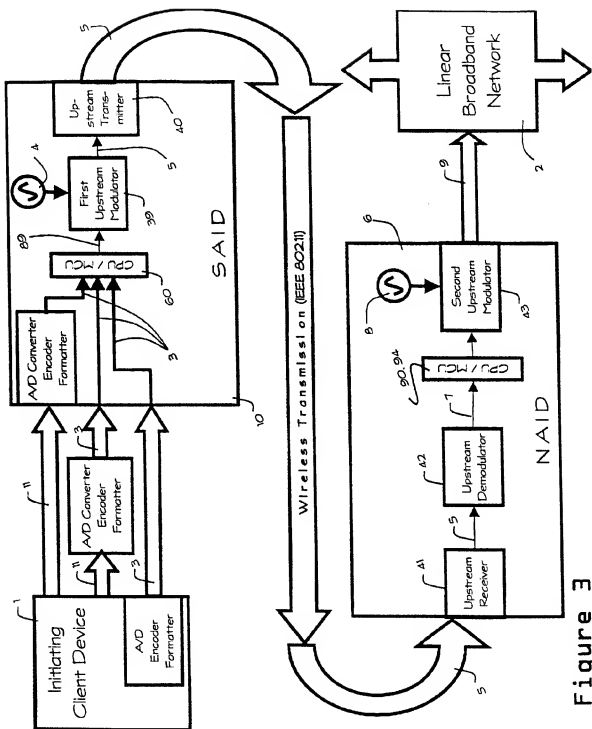 1
Initiating
Client Device
A/D
Encoder
Formatter
11
11
3
A/D Converter
Encoder
Formatter
3
A/D Converter
Encoder
Formatter
3
CPU / MCU
60
89
4
First
Upstream
Modulator
39
5
Up-
stream
Trans-
mitter
40
SAID
10
5
Wireless Transmission (IEEE 802.11)
5
Upstream
Receiver
41
5
Upstream
Demodulator
42
7
CPU / MCU
90, 94
8
Second
Upstream
Modulator
43
NAID
6
9
Linear
Broadband
Network
2
Figure 3